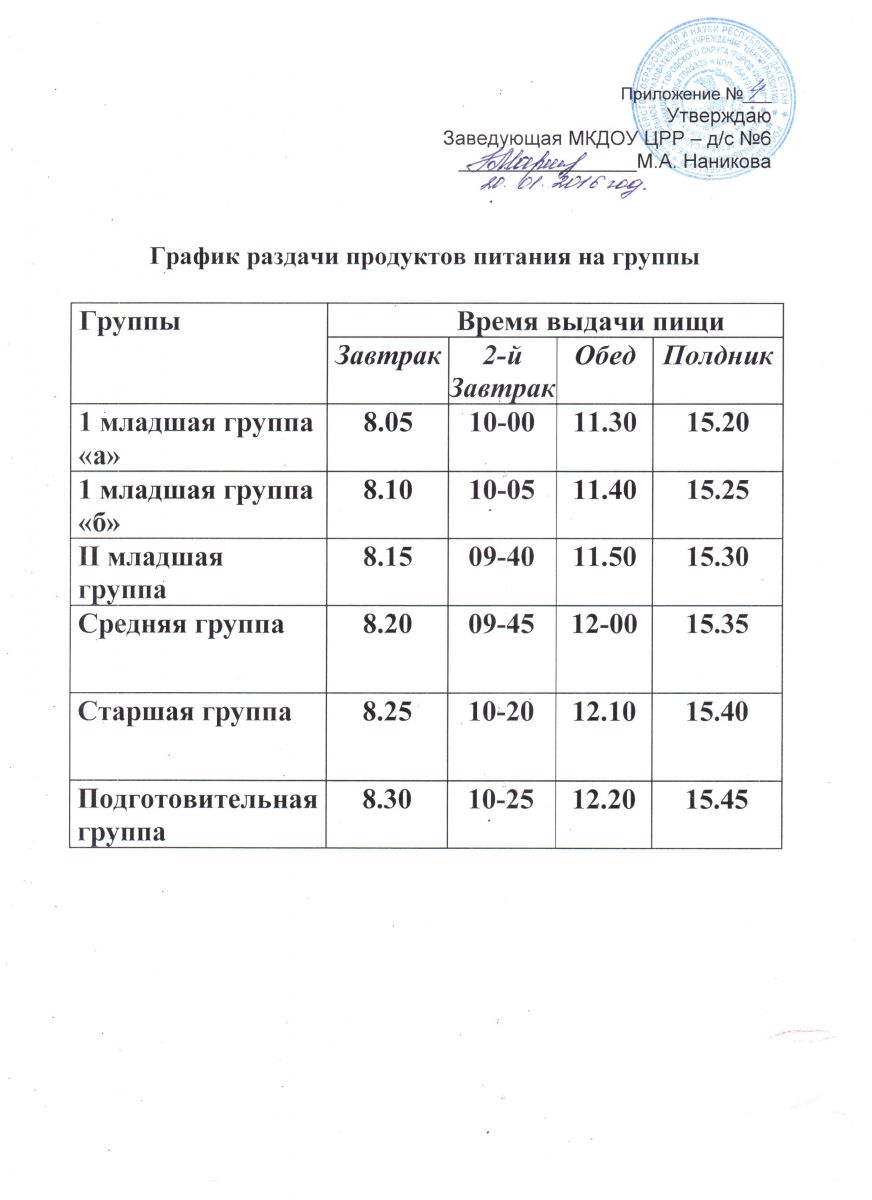 Приложение № 4
Утверждаю
Заведующая МКДОУ ЦРР – д/с №6
М.А. Наникова
20. 01. 2016 год.
График раздачи продуктов питания на группы
Группы Время выдачи пищи
Завтрак 2-й Обед Полдник
Завтрак
1 младшая группа 8.05 10-00 11.30 15.20
«а»
1 младшая группа 8.10 10-05 11.40 15.25
«б»
II младшая 8.15 09-40 11.50 15.30
группа
Средняя группа 8.20 09-45 12-00 15.35
Старшая группа 8.25 10-20 12.10 15.40
Подготовительная 8.30 10-25 12.20 15.45
группа